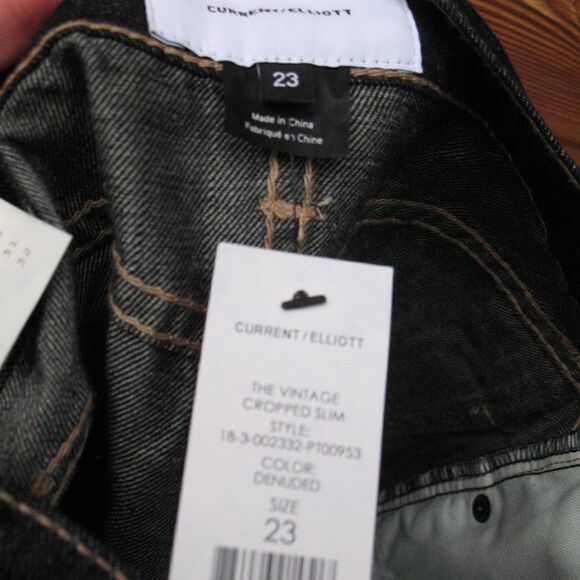 CURRENT/ELLIOTT
23
Made in China
Fabriqué en Chine
CURRENT/ELLIOTT
THE VINTAGE
CROPPED SLIM
STYLE:
18-3-002332-PT00953
COLOR:
DENUDED
SIZE
23